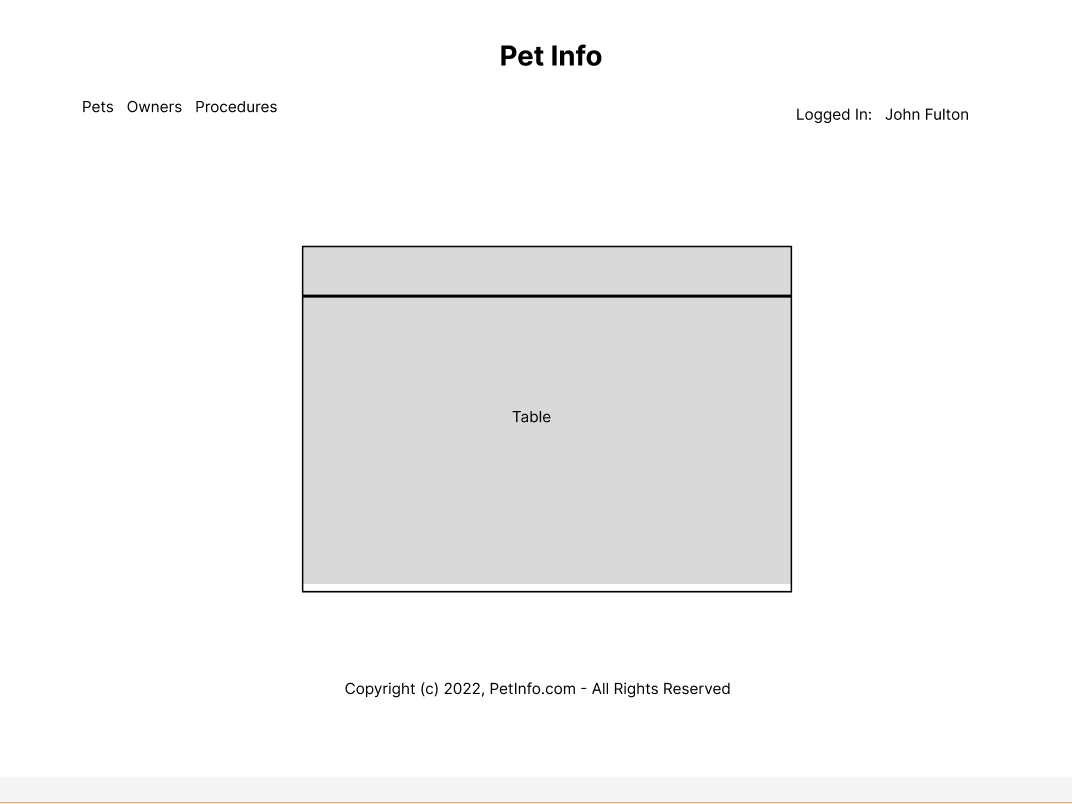 Pet Info
Pets Owners Procedures
Logged In: John Fulton
Table
Copyright (c) 2022, PetInfo.com - All Rights Reserved